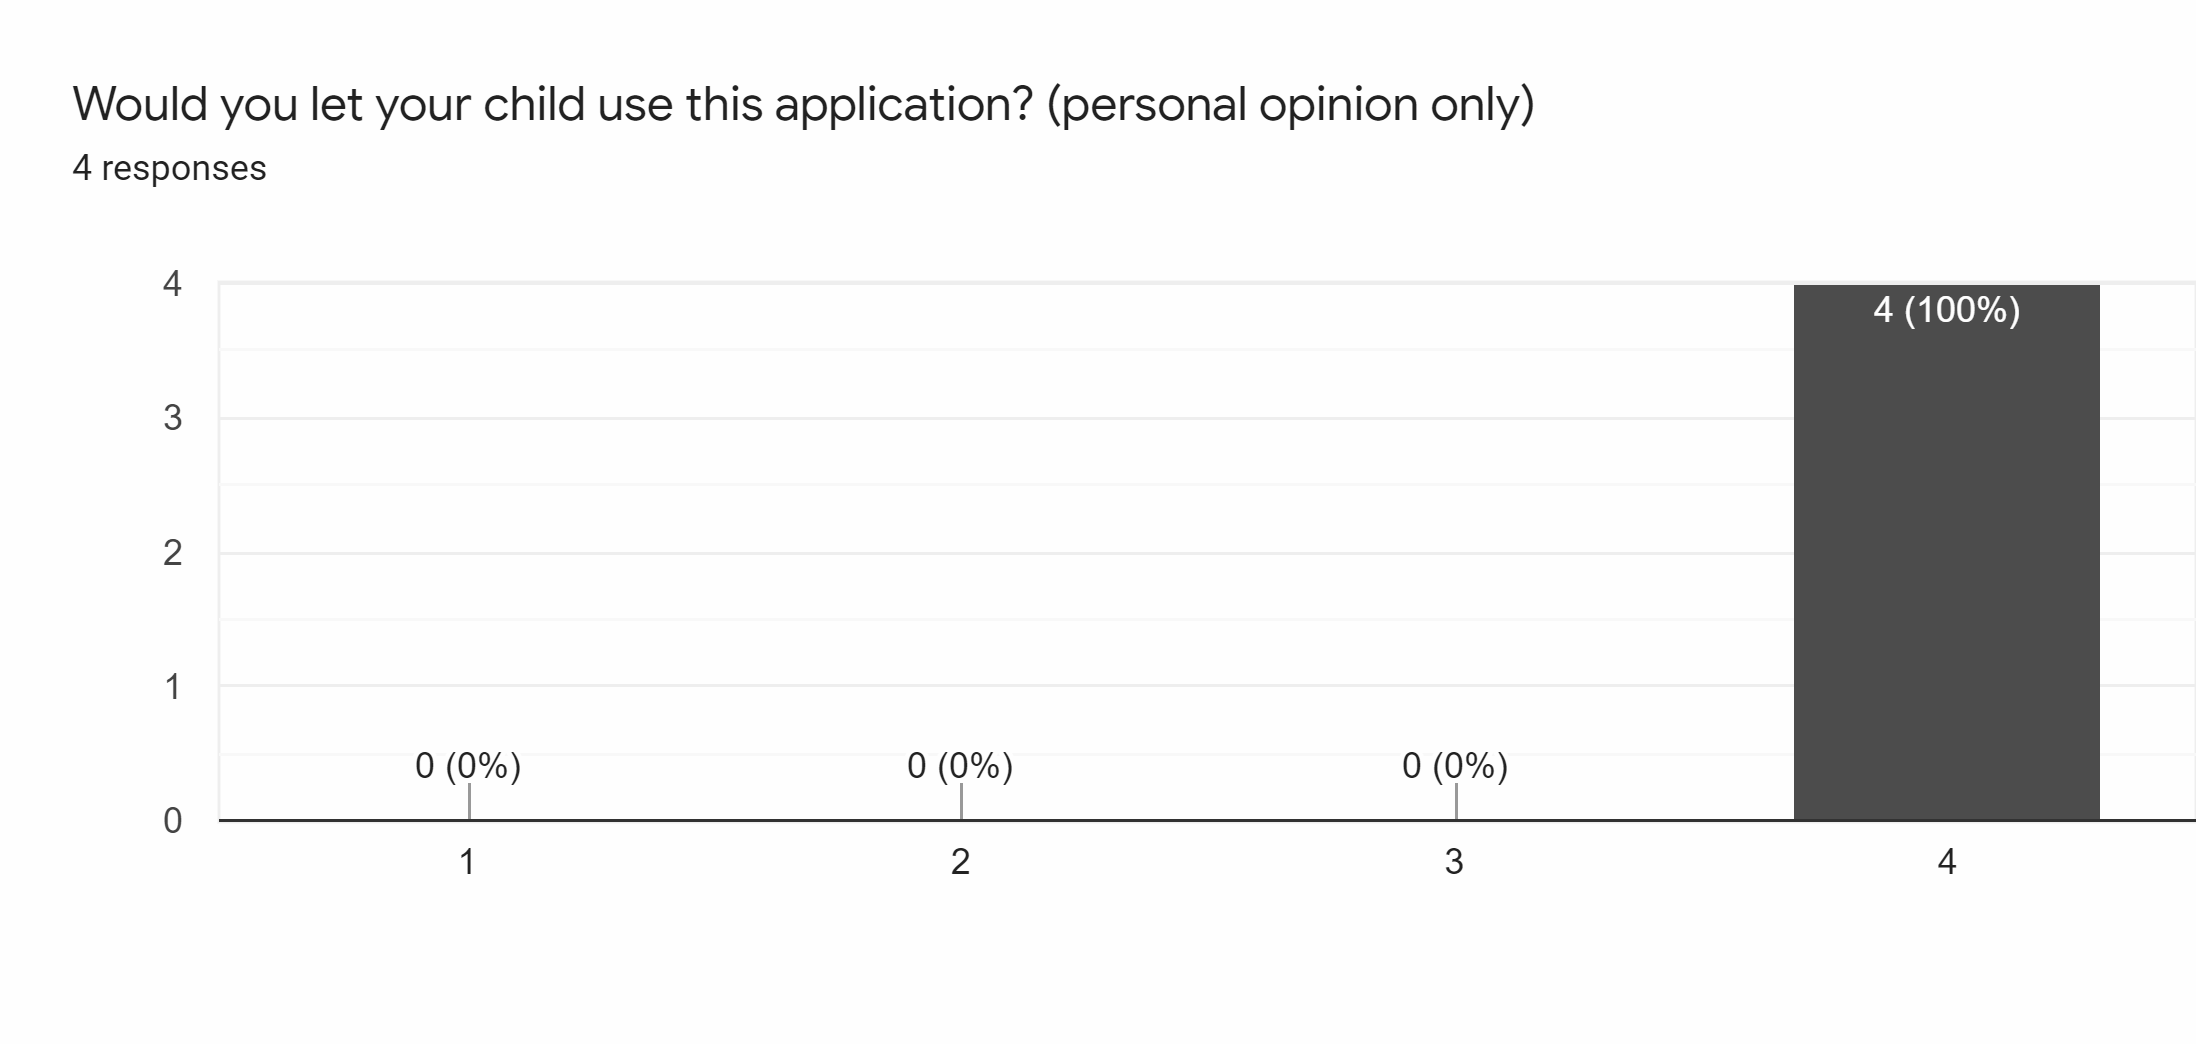 Would you let your child use this application? (personal opinion only)
4 responses
4
4 (100%)
3
2
1
0 (0%) 0 (0%) 0 (0%)
0
1 2 3 4